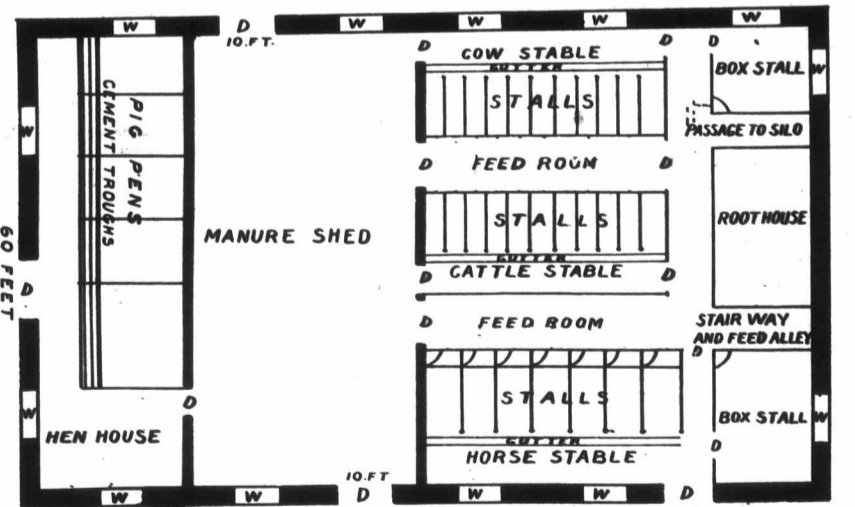 W
D
10.FT.
W
W
W
W
D
COW STABLE
GUTTER
STALLS
D
D
BOX STALL
W
PASSAGE TO SILO
W
PIG PENS
CEMENT TROUGHS
D
FEED ROOM
D
MANURE SHED
STALLS
GUTTER
ROOT HOUSE
D
CATTLE STABLE
D
60 FEET
D
D
FEED ROOM
STAIR WAY
AND FEED ALLEY
D
STALLS
GUTTER
HORSE STABLE
BOX STALL
W
D
W
D
HEN HOUSE
W
W
10.FT
D
W
W
D